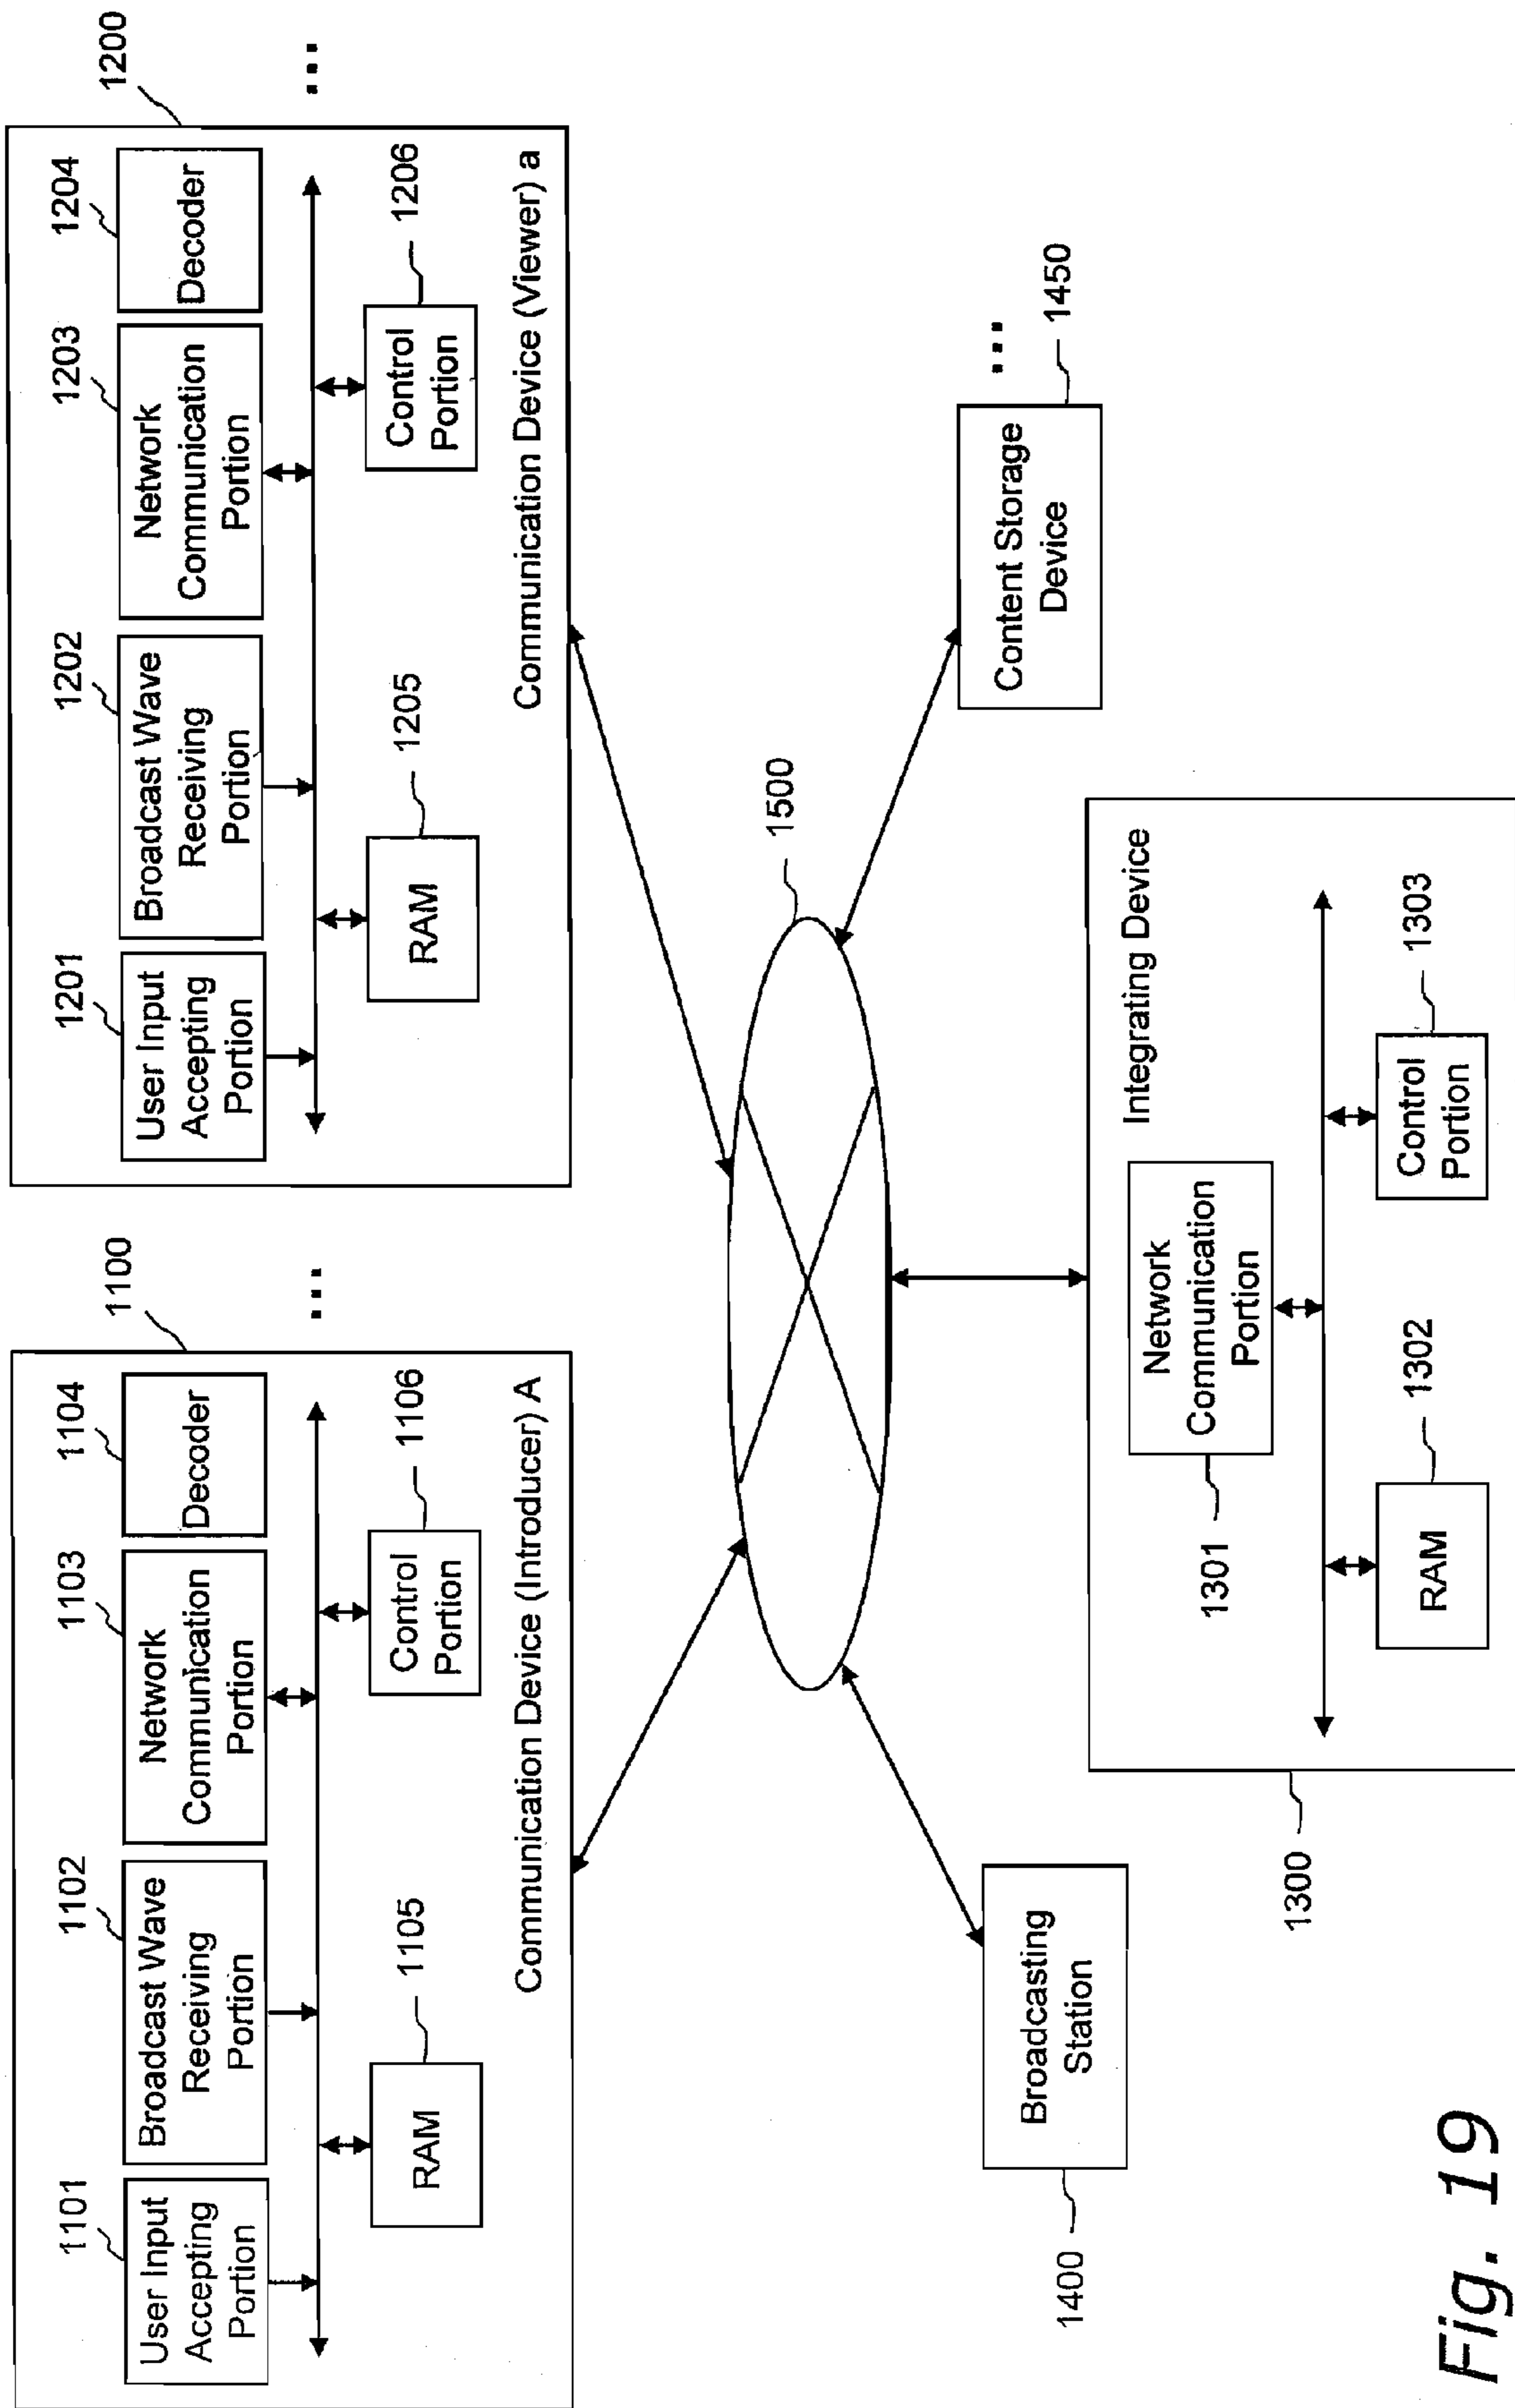 1100
1101
1102
1103
1104
User Input
Accepting
Portion
Broadcast Wave
Receiving
Portion
Network
Communication
Portion
Decoder
...
1105
1106
RAM
Control
Portion
Communication Device (Introducer) A
1200
1201
1202
1203
1204
User Input
Accepting
Portion
Broadcast Wave
Receiving
Portion
Network
Communication
Portion
Decoder
...
1205
1206
RAM
Control
Portion
Communication Device (Viewer) a
1500
1400
Broadcasting
Station
Content Storage
Device
...
1450
1300
Integrating Device
1301
Network
Communication
Portion
1302
1303
RAM
Control
Portion
Fig. 19